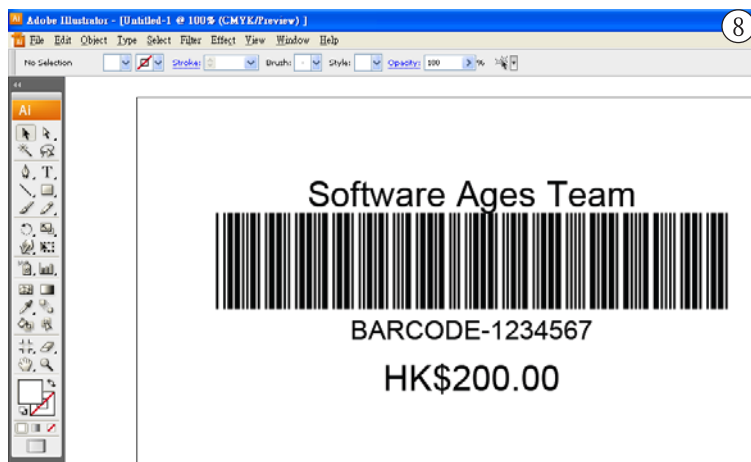 Adobe Illustrator - [Untitled-1 @ 100% (CMYK/Preview) ]
8
File Edit Object Type Select Filter Effect View Window Help
No Selection Stroke: Brush: Style: Opacity: 100 %
Ai
Software Ages Team
BARCODE-1234567
HK$200.00